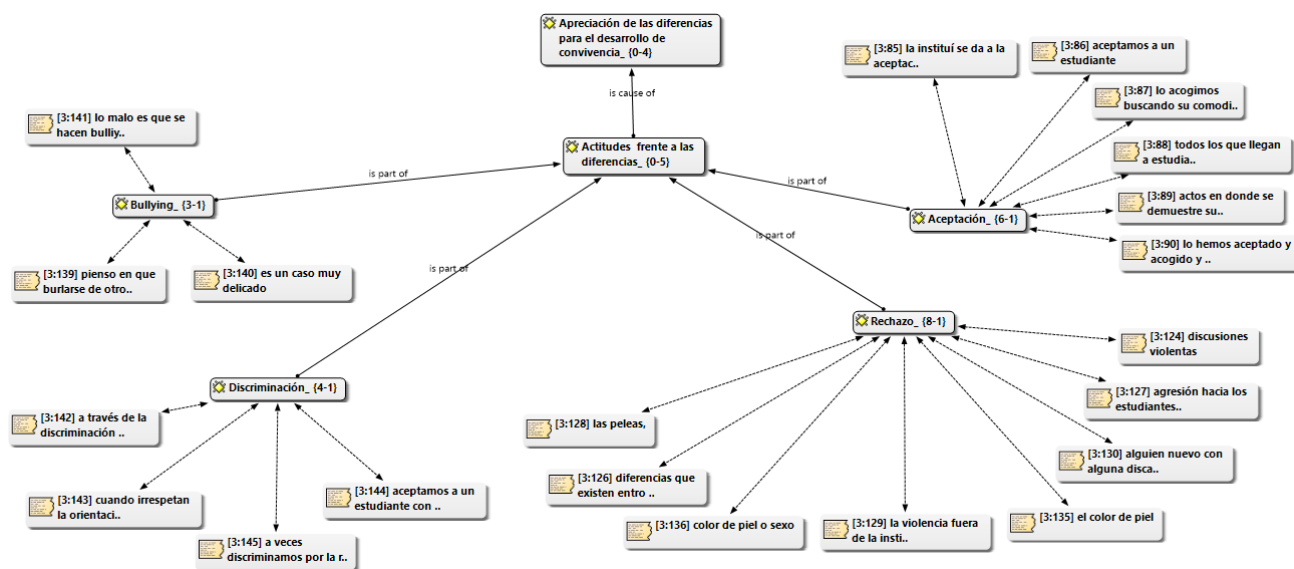 Apreciación de las diferencias
para el desarrollo de
convivencia_ {0-4}
[3:85] la instituí se da a la
aceptac..
[3:86] aceptamos a un
estudiante
[3:87] lo acogimos
buscando su comodi..
is cause of
[3:141] lo malo es que se
hacen bulliy..
Actitudes  frente a las
diferencias_ {0-5}
[3:88] todos los que llegan
a estudia..
is part of
is part of
Bullying_ {3-1}
[3:89] actos en donde se
demuestre su..
Aceptación_ {6-1}
is part of
[3:90] lo hemos aceptado y
acogido y ..
[3:139] pienso en que
burlarse de otro..
[3:140] es un caso muy
delicado
is part of
Rechazo_ {8-1}
[3:124] discusiones
violentas
Discriminación_ {4-1}
[3:127] agresión hacia los
estudiantes..
[3:142] a través de la
discriminación ..
[3:128] las peleas,
[3:130] alguien nuevo con
alguna disca..
[3:126] diferencias que
existen entro ..
[3:143] cuando irrespetan
la orientaci..
[3:144] aceptamos a un
estudiante con ..
[3:136] color de piel o sexo
[3:129] la violencia fuera
de la insti..
[3:135] el color de piel
[3:145] a veces
discriminamos por la r..